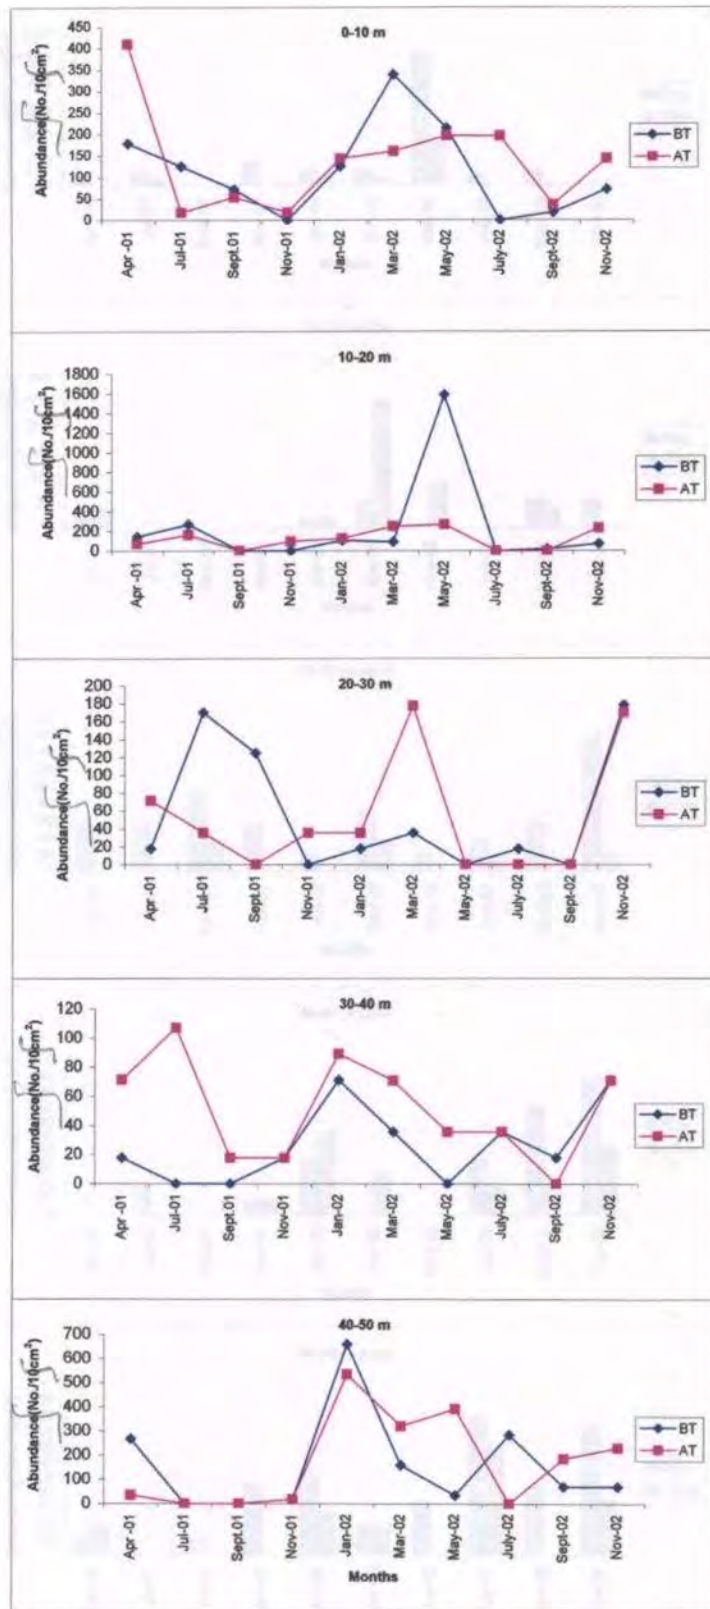 0-10 m
Abundance(No./10cm²)
450
400
350
300
250
200
150
100
50
0
Apr -01 Jul-01 Sept.01 Nov-01 Jan-02 Mar-02 May-02 July-02 Sept-02 Nov-02
BT
AT
10-20 m
Abundance(No./10cm²)
1800
1600
1400
1200
1000
800
600
400
200
0
Apr -01 Jul-01 Sept.01 Nov-01 Jan-02 Mar-02 May-02 July-02 Sept-02 Nov-02
BT
AT
20-30 m
Abundance(No./10cm²)
200
180
160
140
120
100
80
60
40
20
0
Apr -01 Jul-01 Sept.01 Nov-01 Jan-02 Mar-02 May-02 July-02 Sept-02 Nov-02
BT
AT
30-40 m
Abundance(No./10cm²)
120
100
80
60
40
20
0
Apr -01 Jul-01 Sept.01 Nov-01 Jan-02 Mar-02 May-02 July-02 Sept-02 Nov-02
BT
AT
40-50 m
Abundance(No./10cm²)
700
600
500
400
300
200
100
0
Apr -01 Jul-01 Sept.01 Nov-01 Jan-02 Mar-02 May-02 July-02 Sept-02 Nov-02
BT
AT
Months